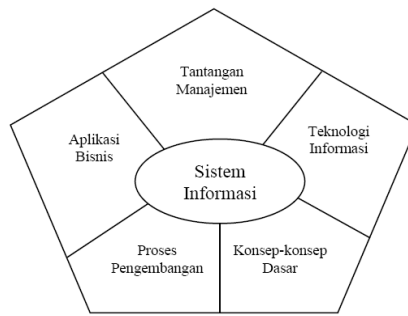 Tantangan
Manajemen
Aplikasi
Bisnis
Teknologi
Informasi
Sistem
Informasi
Proses
Pengembangan
Konsep-konsep
Dasar